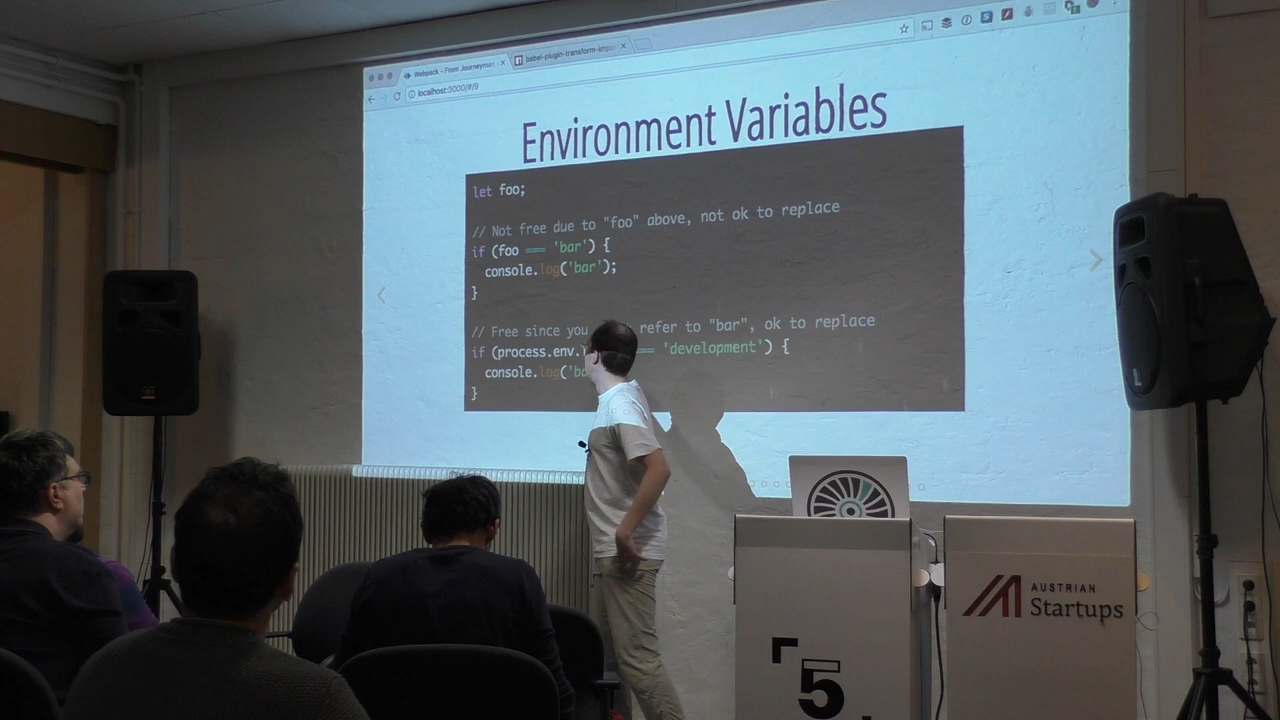 Webpack - From Journeyman
babel-plugin-transform-impo
localhost:3000/#/9
Environment Variables
let foo;
// Not free due to "foo" above, not ok to replace
if (foo === 'bar') {
console.log('bar');
}
// Free since you refer to "bar", ok to replace
if (process.env. == 'development') {
console.log('ba
}
AUSTRIAN
Startups
5